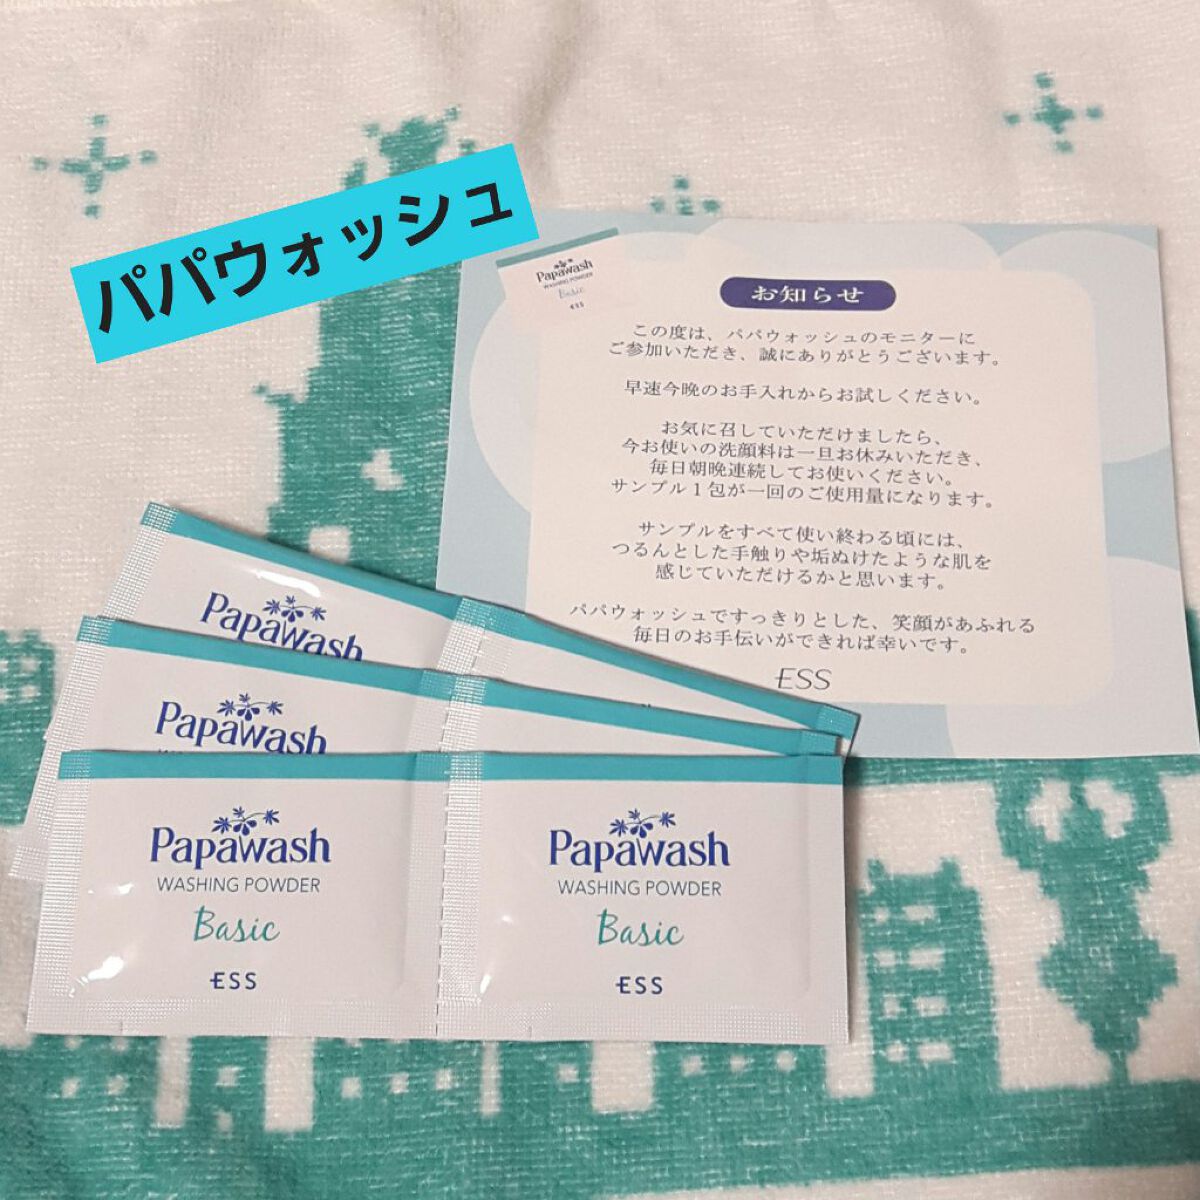 パパウォッシュ
Papawash
WASHING POWDER
Basic
ESS
お知らせ
この度は、パパウォッシュのモニターに
ご参加いただき、誠にありがとうございます。
早速今晩のお手入れからお試しください。
お気に召していただけましたら、
今お使いの洗顔料は一旦お休みいただき、
毎日朝晩連続してお使いください。
サンプル１包が一回のご使用量になります。
サンプルをすべて使い終わる頃には、
つるんとした手触りや垢ぬけたような肌を
感じていただけるかと思います。
パパウォッシュですっきりとした、笑顔があふれる
毎日のお手伝いができれば幸いです。
ESS
Papawash
Papawash
Papawash
WASHING POWDER
Basic
ESS
Papawash
WASHING POWDER
Basic
ESS